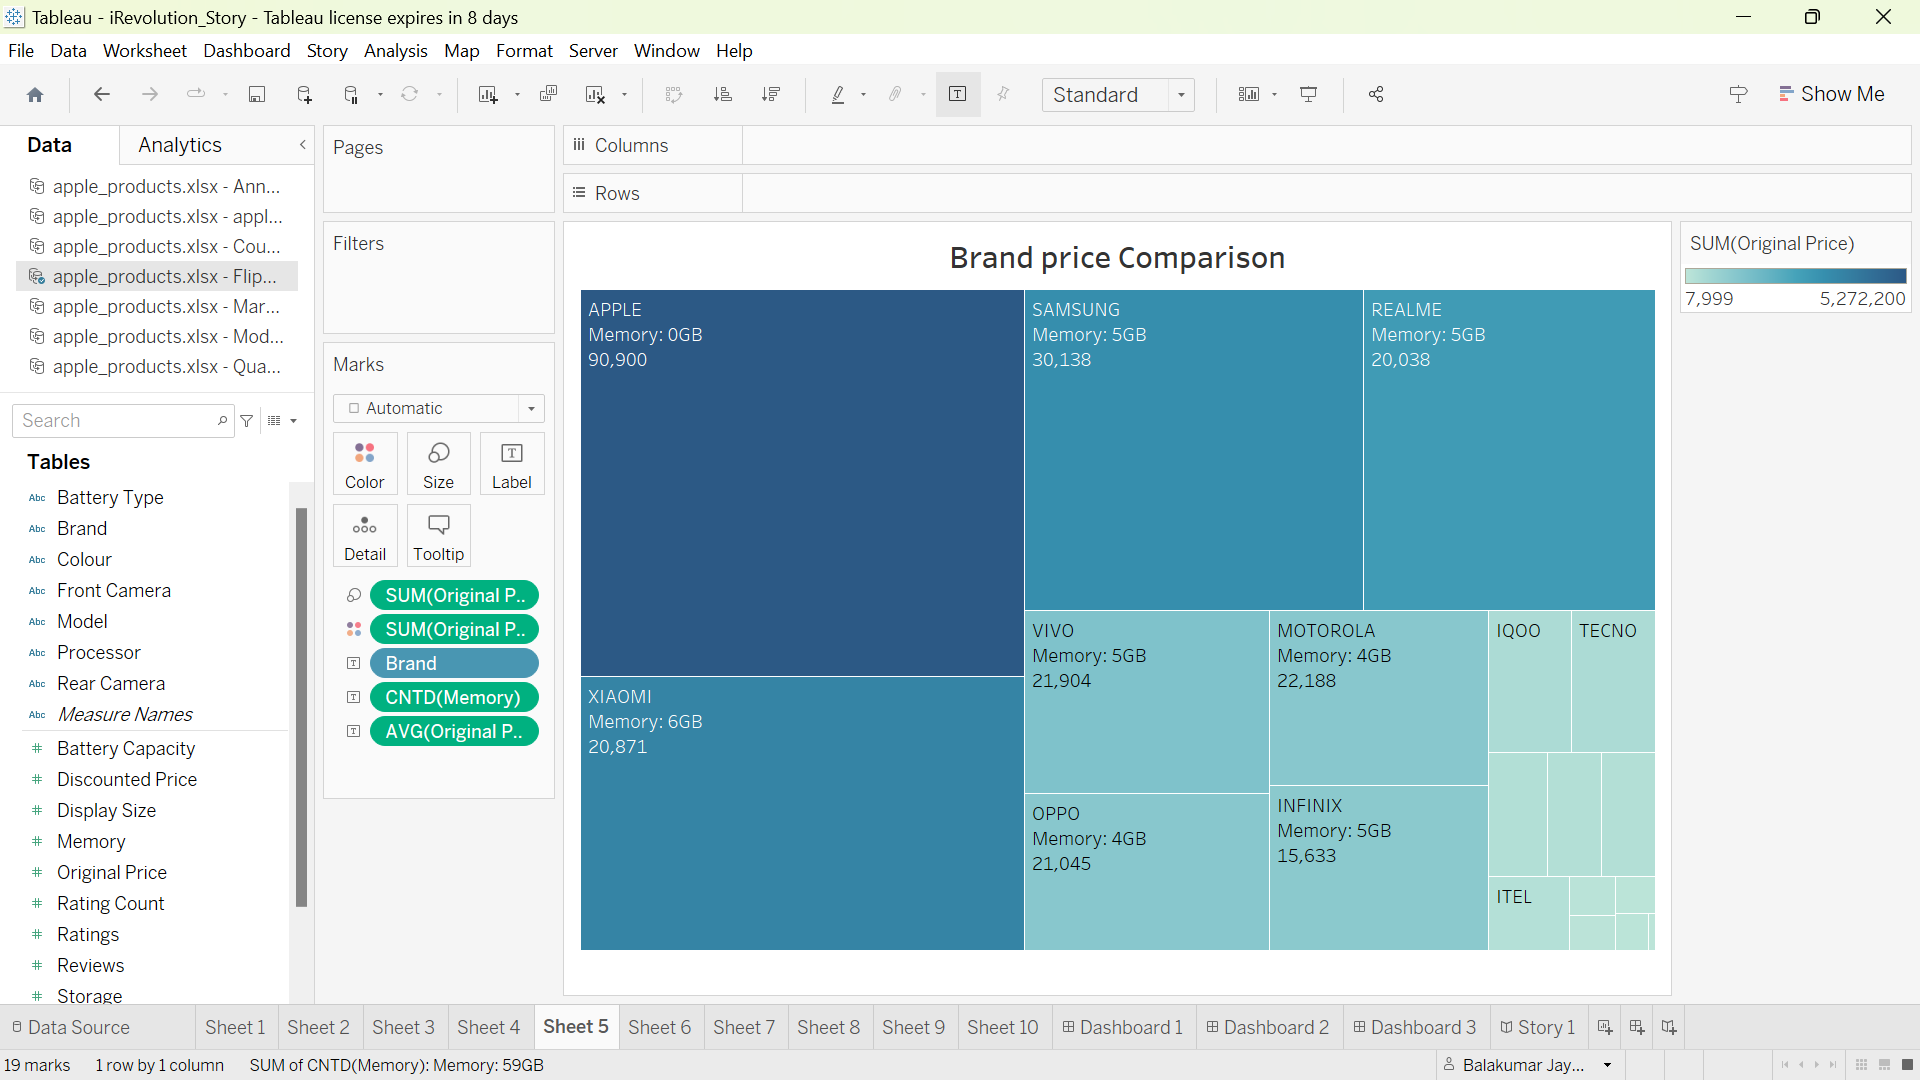 Tableau - iRevolution_Story - Tableau license expires in 8 days
File Data Worksheet Dashboard Story Analysis Map Format Server Window Help
Standard
Show Me
Data
Analytics
apple_products.xlsx - Ann...
apple_products.xlsx - appl...
apple_products.xlsx - Cou...
apple_products.xlsx - Flip...
apple_products.xlsx - Mar...
apple_products.xlsx - Mod...
apple_products.xlsx - Qua...
Search
Tables
Abc Battery Type
Abc Brand
Abc Colour
Abc Front Camera
Abc Model
Abc Processor
Abc Rear Camera
Abc Measure Names
# Battery Capacity
# Discounted Price
# Display Size
# Memory
# Original Price
# Rating Count
# Ratings
# Reviews
# Storage
Pages
Filters
Marks
Automatic
Color
Size
Label
Detail
Tooltip
SUM(Original P..
SUM(Original P..
Brand
CNTD(Memory)
AVG(Original P..
Columns
Rows
Brand price Comparison
APPLE
Memory: 0GB
90,900
XIAOMI
Memory: 6GB
20,871
SAMSUNG
Memory: 5GB
30,138
REALME
Memory: 5GB
20,038
VIVO
Memory: 5GB
21,904
OPPO
Memory: 4GB
21,045
MOTOROLA
Memory: 4GB
22,188
INFINIX
Memory: 5GB
15,633
IQOO
TECNO
ITEL
SUM(Original Price)
7,999 5,272,200
Data Source
Sheet 1
Sheet 2
Sheet 3
Sheet 4
Sheet 5
Sheet 6
Sheet 7
Sheet 8
Sheet 9
Sheet 10
Dashboard 1
Dashboard 2
Dashboard 3
Story 1
19 marks
1 row by 1 column
SUM of CNTD(Memory): Memory: 59GB
Balakumar Jay...